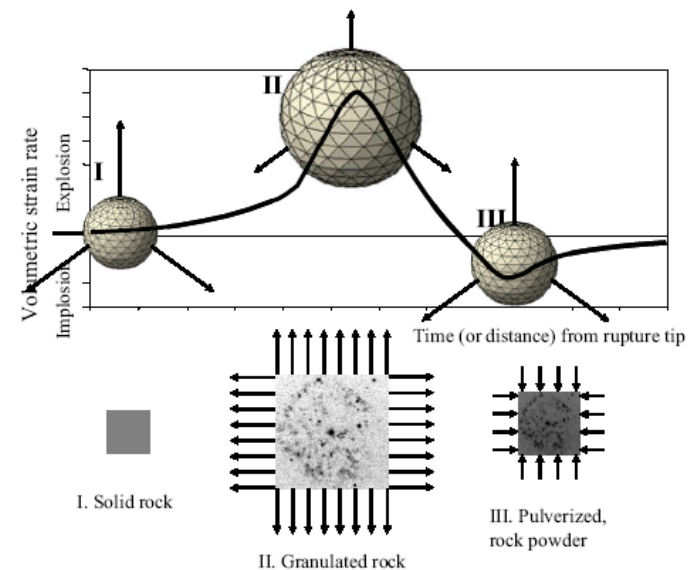 II
I
III
Volumetric strain rate
Explosion
Implosion
Time (or distance) from rupture tip
I. Solid rock
II. Granulated rock
III. Pulverized,
rock powder